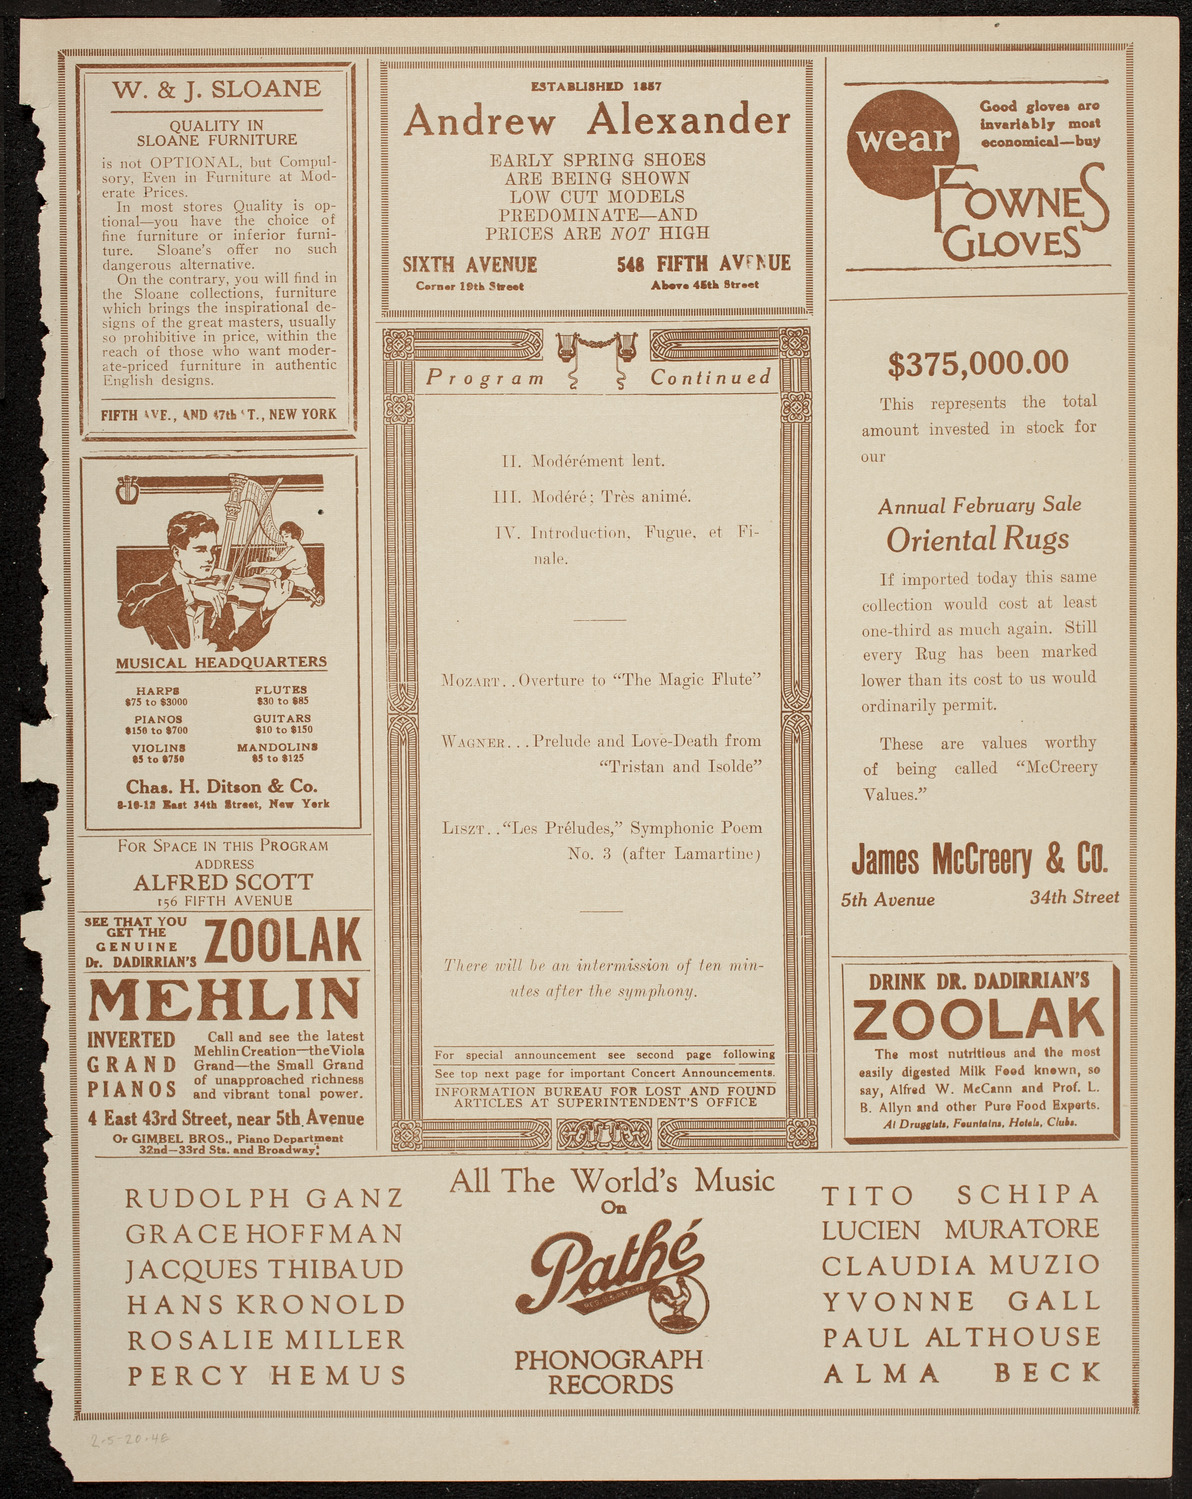 W. & J. SLOANE
QUALITY IN
SLOANE FURNITURE
is not OPTIONAL, but Compul-
sory, Even in Furniture at Mod-
erate Prices.
In most stores Quality is op-
tional—you have the choice of
fine furniture or inferior furni-
ture. Sloane's offer no such
dangerous alternative.
On the contrary, you will find in
the Sloane collections, furniture
which brings the inspirational de-
signs of the great masters, usually
so prohibitive in price, within the
reach of those who want moder-
ate-priced furniture in authentic
English designs.
FIFTH AVE., AND 47th ST., NEW YORK
MUSICAL HEADQUARTERS
HARPS
$75 to $3000
FLUTES
$30 to $85
PIANOS
$150 to $700
GUITARS
$10 to $150
VIOLINS
$5 to $750
MANDOLINS
$5 to $125
Chas. H. Ditson & Co.
8-10-12 East 34th Street, New York
FOR SPACE IN THIS PROGRAM
ADDRESS
ALFRED SCOTT
156 FIFTH AVENUE
SEE THAT YOU
GET THE
GENUINE
Dr. DADIRRIAN'S
ZOOLAK
MEHLIN
INVERTED
GRAND
PIANOS
Call and see the latest
Mehlin Creation—the Viola
Grand—the Small Grand
of unapproached richness
and vibrant tonal power.
4 East 43rd Street, near 5th Avenue
Or GIMBEL BROS., Piano Department
32nd—33rd Sts. and Broadway
ESTABLISHED 1857
Andrew Alexander
EARLY SPRING SHOES
ARE BEING SHOWN
LOW CUT MODELS
PREDOMINATE—AND
PRICES ARE NOT HIGH
SIXTH AVENUE
Corner 19th Street
548 FIFTH AVENUE
Above 45th Street
Program Continued
II. Modérément lent.
III. Modéré; Très animé.
IV. Introduction, Fugue, et Fi-
nale.
MOZART..Overture to "The Magic Flute"
WAGNER...Prelude and Love-Death from
"Tristan and Isolde"
LISZT.."Les Préludes," Symphonic Poem
No. 3 (after Lamartine)
There will be an intermission of ten min-
utes after the symphony.
For special announcement see second page following
See top next page for important Concert Announcements.
INFORMATION BUREAU FOR LOST AND FOUND
ARTICLES AT SUPERINTENDENT'S OFFICE
wear
Good gloves are
invariably most
economical—buy
FOWNES
GLOVES
$375,000.00
This represents the total
amount invested in stock for
our
Annual February Sale
Oriental Rugs
If imported today this same
collection would cost at least
one-third as much again. Still
every Rug has been marked
lower than its cost to us would
ordinarily permit.
These are values worthy
of being called "McCreery
Values."
James McCreery & Co.
5th Avenue 34th Street
DRINK DR. DADIRRIAN'S
ZOOLAK
The most nutritious and the most
easily digested Milk Food known, so
say, Alfred W. McCann and Prof. L.
B. Allyn and other Pure Food Experts.
At Druggists, Fountains, Hotels, Clubs.
RUDOLPH GANZ
GRACE HOFFMAN
JACQUES THIBAUD
HANS KRONOLD
ROSALIE MILLER
PERCY HEMUS
All The World's Music
On
Pathé
PHONOGRAPH
RECORDS
TITO SCHIPA
LUCIEN MURATORE
CLAUDIA MUZIO
YVONNE GALL
PAUL ALTHOUSE
ALMA BECK